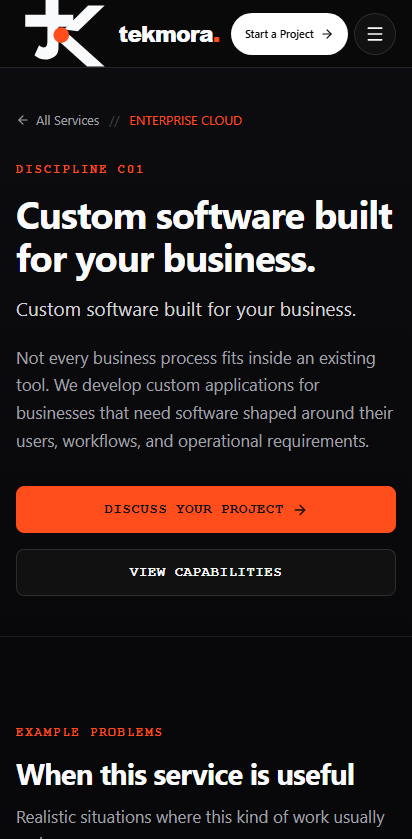 tekmora.
Start a Project →
← All Services // ENTERPRISE CLOUD
DISCIPLINE C01
Custom software built
for your business.
Custom software built for your business.
Not every business process fits inside an existing
tool. We develop custom applications for
businesses that need software shaped around their
users, workflows, and operational requirements.
DISCUSS YOUR PROJECT →
VIEW CAPABILITIES
EXAMPLE PROBLEMS
When this service is useful
Realistic situations where this kind of work usually